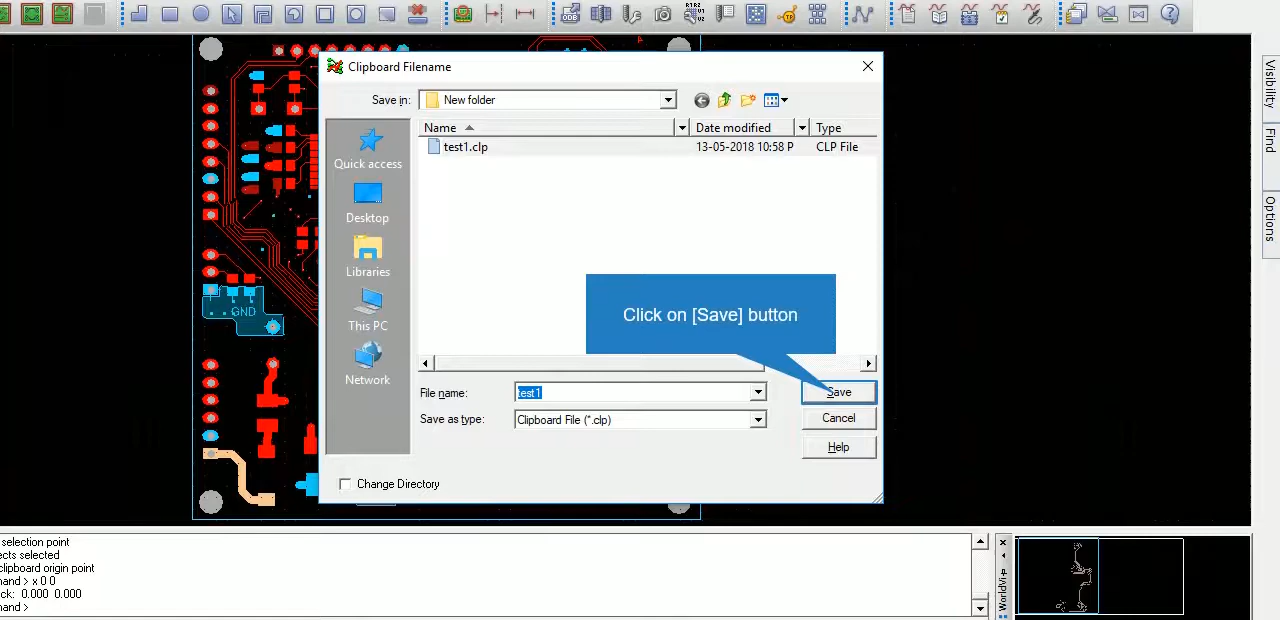 Clipboard Filename
Save in:
New folder
Name
Date modified
Type
test1.clp
13-05-2018 10:58 P
CLP File
Quick access
Desktop
Libraries
This PC
Network
Click on [Save] button
File name:
test1
Save
Save as type:
Clipboard File (*.clp)
Cancel
Help
Change Directory
GND
Visibility
Find
Options
selection point
ects selected
clipboard origin point
mand > x 0 0
ck: 0.000 0.000
mand >